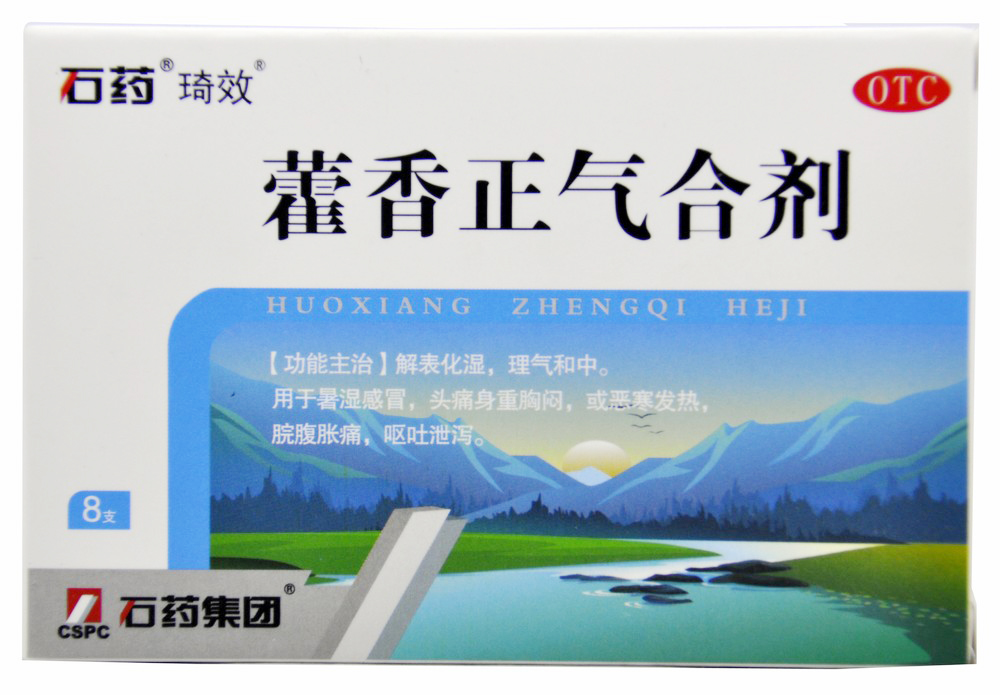 石药® 琦效®
OTC
藿香正气合剂
HUOXIANG ZHENGQI HEJI
【功能主治】解表化湿，理气和中。
用于暑湿感冒，头痛身重胸闷，或恶寒发热，
脘腹胀痛，呕吐泄泻。
8支
CSPC 石药集团®